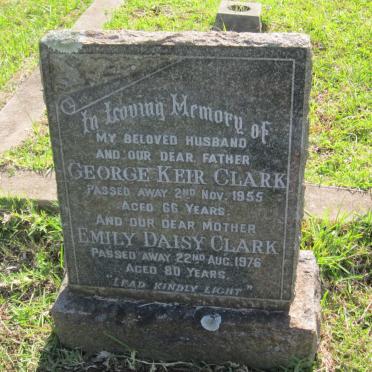 In Loving Memory of
MY BELOVED HUSBAND
AND OUR DEAR FATHER
GEORGE KEIR CLARK
PASSED AWAY 2ND NOV. 1955
AGED 66 YEARS.
AND OUR DEAR MOTHER
EMILY DAISY CLARK
PASSED AWAY 22ND AUG. 1976
AGED 80 YEARS.
"LEAD KINDLY LIGHT"